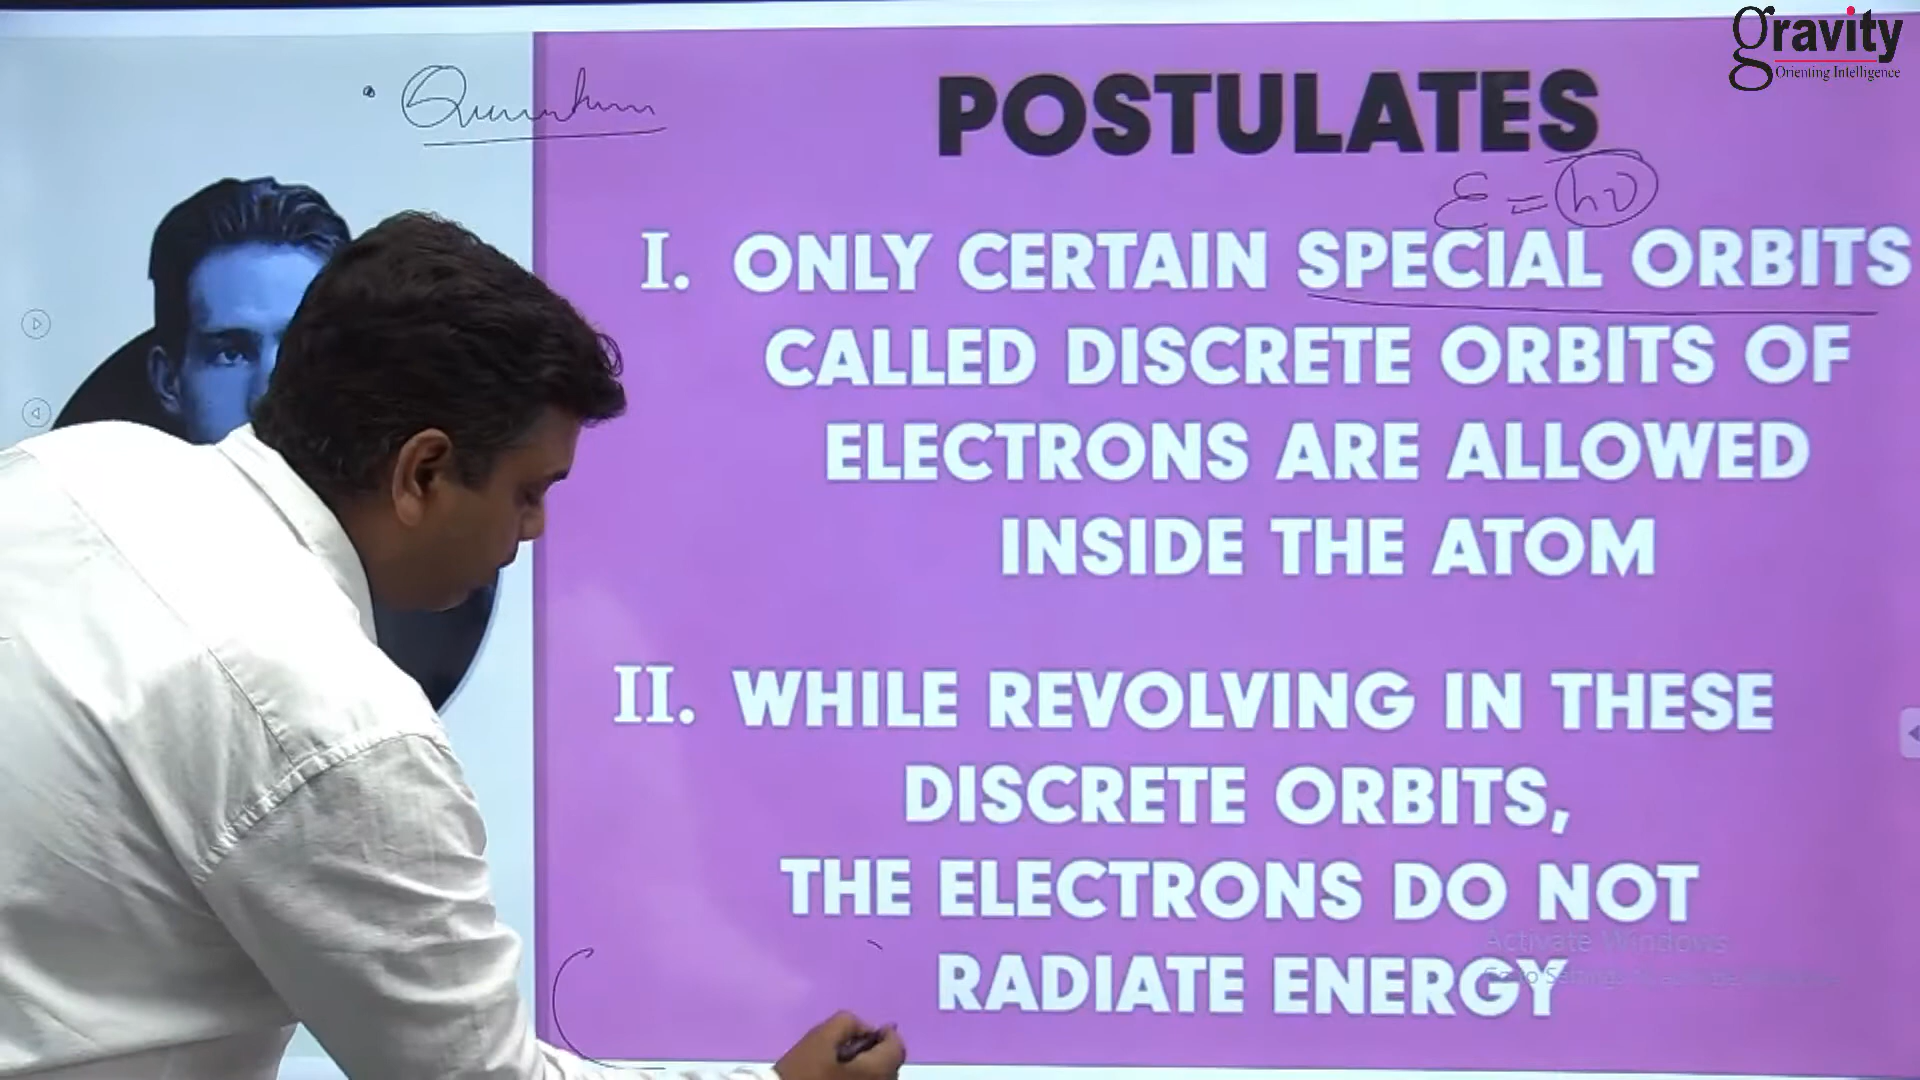 gravity
Orienting Intelligence
Quantum
POSTULATES
E = hν
I. ONLY CERTAIN SPECIAL ORBITS
CALLED DISCRETE ORBITS OF
ELECTRONS ARE ALLOWED
INSIDE THE ATOM
II. WHILE REVOLVING IN THESE
DISCRETE ORBITS,
THE ELECTRONS DO NOT
RADIATE ENERGY
Activate Windows